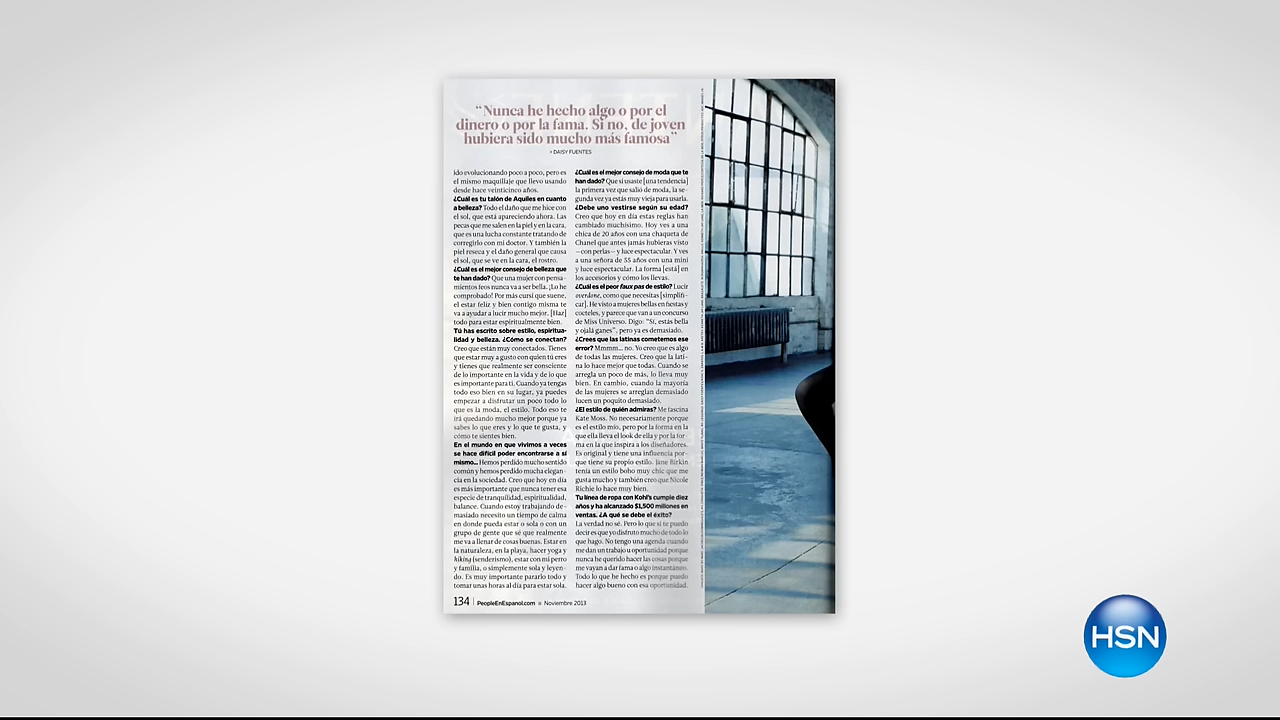 “Nunca he hecho algo o por el
dinero o por la fama. Si no, de joven
hubiera sido mucho más famosa”
DAISY FUENTES
ido evolucionando poco a poco, pero es
el mismo maquillaje que llevo usando
desde hace veinticinco años.
¿Cuál es tu talón de Aquiles en cuanto
a belleza? Todo el daño que me hice con
el sol, que está apareciendo ahora. Las
pecas que me salen en la piel y en la cara,
que es una lucha constante tratando de
corregirlo con mi doctor. Y también la
piel reseca y el daño general que causa
el sol, que se ve en la cara, el rostro.
¿Cuál es el mejor consejo de belleza que
te han dado? Que una mujer con pensa-
mientos feos nunca va a ser bella. ¡Lo he
comprobado! Por más cursi que suene,
el estar feliz y bien contigo misma te
va a ayudar a lucir mucho mejor. [Haz]
todo para estar espiritualmente bien.
Tú has escrito sobre estilo, espiritua-
lidad y belleza. ¿Cómo se conectan?
Creo que están muy conectados. Tienes
que estar muy a gusto con quien tú eres
y tienes que realmente ser consciente
de lo importante en la vida y de lo que
es importante para ti. Cuando ya tengas
todo eso bien en su lugar, ya puedes
empezar a disfrutar un poco todo lo
que es la moda, el estilo. Todo eso te
irá quedando mucho mejor porque ya
sabes lo que eres y lo que te gusta, y
cómo te sientes bien.
En el mundo en que vivimos a veces
se hace difícil poder encontrarse a sí
mismo... Hemos perdido mucho sentido
común y hemos perdido mucha elegan-
cia en la sociedad. Creo que hoy en día
es más importante que nunca tener esa
especie de tranquilidad, espiritualidad,
balance. Cuando estoy trabajando de-
masiado necesito un tiempo de calma
en donde pueda estar o sola o con un
grupo de gente que sé que realmente
me va a llenar de cosas buenas. Estar en
la naturaleza, en la playa, hacer yoga y
hiking (senderismo), estar con mi perro
y familia, o simplemente sola y leyen-
do. Es muy importante pararlo todo y
tomar unas horas al día para estar sola.
¿Cuál es el mejor consejo de moda que te
han dado? Que si usaste [una tendencia]
la primera vez que salió de moda, la se-
gunda vez ya estás muy vieja para usarla.
¿Debe uno vestirse según su edad?
Creo que hoy en día estas reglas han
cambiado muchísimo. Hoy ves a una
chica de 20 años con una chaqueta de
Chanel que antes jamás hubieras visto
—con perlas— y luce espectacular. Y ves
a una señora de 55 años con una mini
y luce espectacular. La forma [está] en
los accesorios y cómo los llevas.
¿Cuál es el peor faux pas de estilo? Lucir
overdone, como que necesitas [simplifi-
car]. He visto a mujeres bellas en fiestas y
cocteles, y parece que van a un concurso
de Miss Universo. Digo: “Sí, estás bella
y ojalá ganes”, pero ya es demasiado.
¿Crees que las latinas cometemos ese
error? Mmmm... no. Yo creo que es algo
de todas las mujeres. Creo que la lati-
na lo hace mejor que todas. Cuando se
arregla un poco de más, lo lleva muy
bien. En cambio, cuando la mayoría
de las mujeres se arreglan demasiado
lucen un poquito demasiado.
¿El estilo de quién admiras? Me fascina
Kate Moss. No necesariamente porque
es el estilo mío, pero por la forma en la
que ella lleva el look de ella y por la for-
ma en la que inspira a los diseñadores.
Es original y tiene una influencia por-
que tiene su propio estilo. Jane Birkin
tenía un estilo boho muy chic que me
gusta mucho y también creo que Nicole
Richie lo hace muy bien.
Tu línea de ropa con Kohl’s cumple diez
años y ha alcanzado $1,500 millones en
ventas. ¿A qué se debe el éxito?
La verdad no sé. Pero lo que sí te puedo
decir es que yo disfruto mucho de todo lo
que hago. No tengo una agenda cuando
me dan un trabajo u oportunidad porque
nunca he querido hacer las cosas porque
me vayan a dar fama o algo instantáneo.
Todo lo que he hecho es porque puedo
hacer algo bueno con esa oportunidad.
134 | PeopleEnEspanol.com Noviembre 2013
HSN